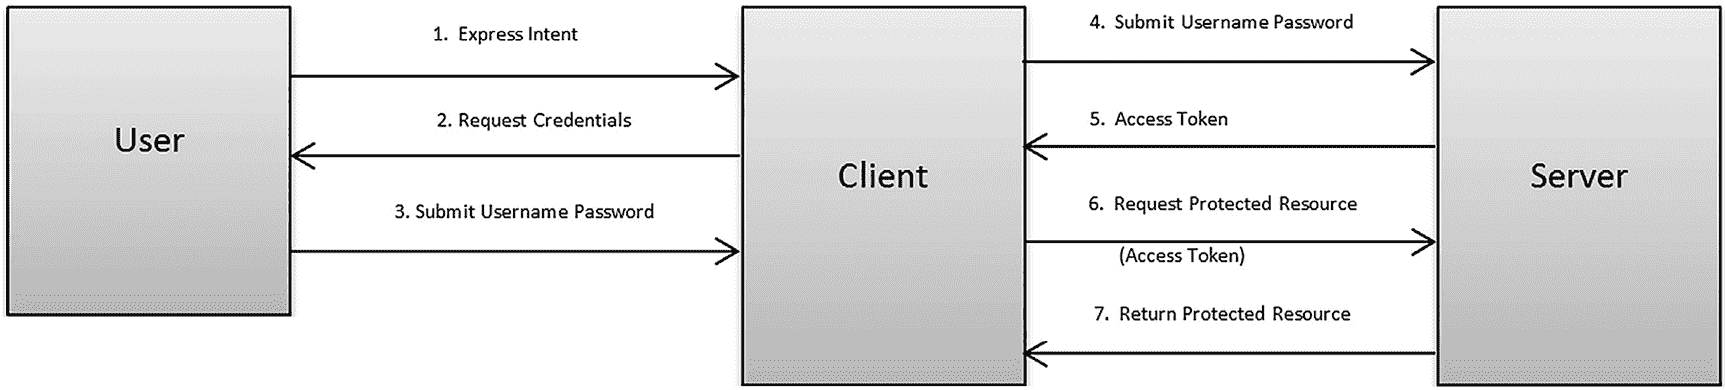 User
1. Express Intent
2. Request Credentials
3. Submit Username Password
Client
4. Submit Username Password
5. Access Token
6. Request Protected Resource
(Access Token)
7. Return Protected Resource
Server